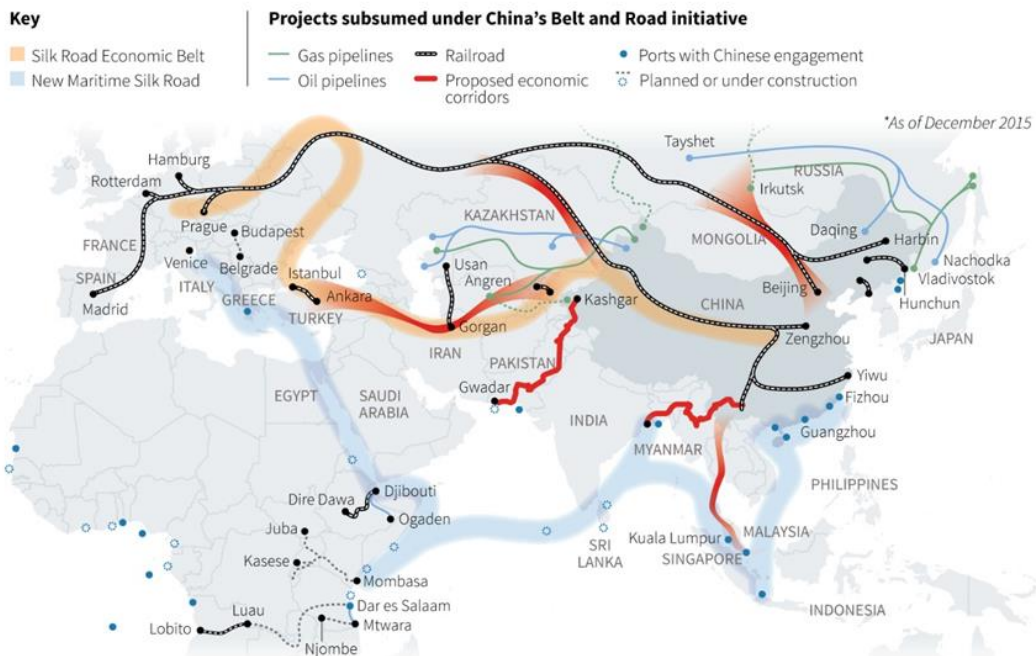 Key
Silk Road Economic Belt
New Maritime Silk Road
Projects subsumed under China's Belt and Road initiative
Gas pipelines
Oil pipelines
Railroad
Proposed economic
corridors
Ports with Chinese engagement
Planned or under construction
*As of December 2015
Tayshet
Hamburg
Rotterdam
RUSSIA
Irkutsk
Prague
Budapest
KAZAKHSTAN
MONGOLIA
Daqing
Harbin
FRANCE
Venice
Belgrade
Usan
Nachodka
SPAIN
ITALY
Istanbul
Angren
Vladivostok
Madrid
GREECE
Ankara
Kashgar
Beijing
CHINA
Hunchun
TURKEY
Gorgan
Zengzhou
JAPAN
IRAN
PAKISTAN
EGYPT
SAUDI
ARABIA
Gwadar
Yiwu
Fizhou
INDIA
MYANMAR
Guangzhou
PHILIPPINES
Dire Dawa
Djibouti
Ogaden
Juba
SRI
LANKA
Kuala Lumpur
MALAYSIA
SINGAPORE
Kasese
Mombasa
Luau
Dar es Salaam
INDONESIA
Lobito
Mtwara
Njombe